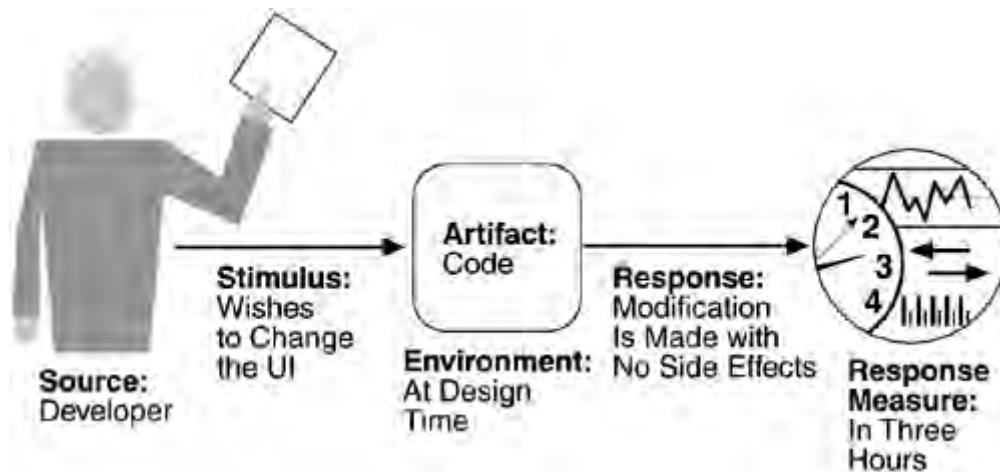 Source:
Developer
Stimulus:
Wishes
to Change
the UI
Artifact:
Code
Environment:
At Design
Time
Response:
Modification
Is Made with
No Side Effects
1
2
3
4
Response
Measure:
In Three
Hours